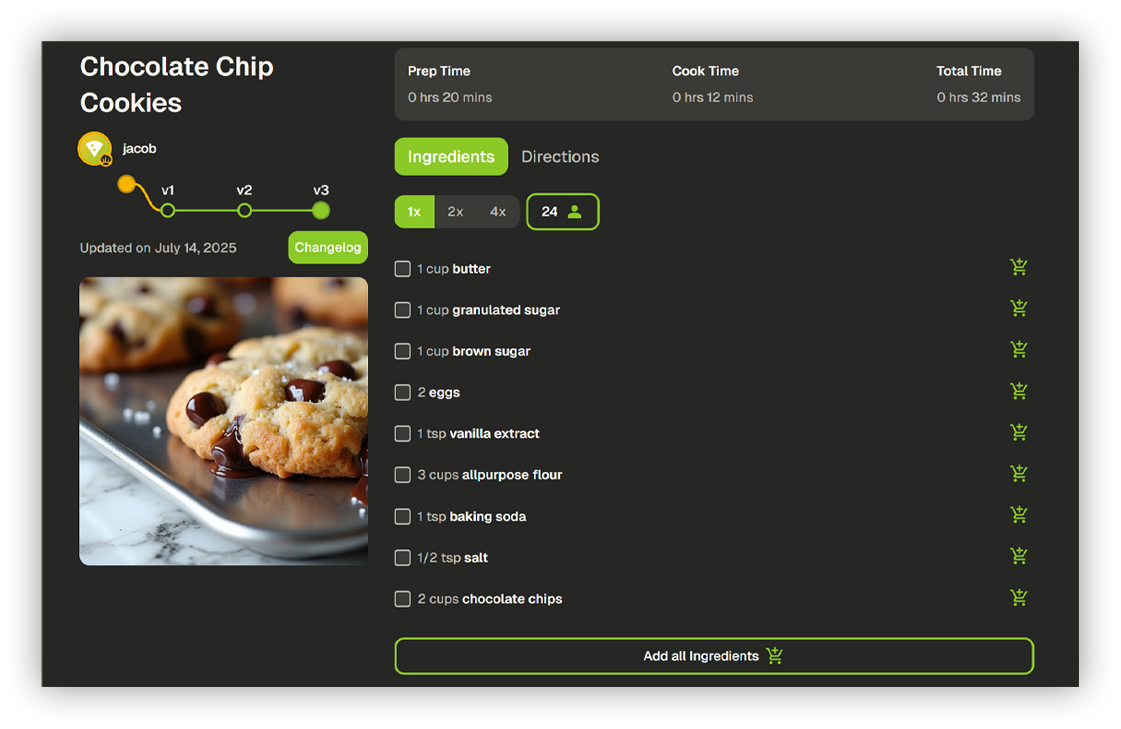 Chocolate Chip
Cookies
jacob
v1 v2 v3
Updated on July 14, 2025
Changelog
Prep Time
0 hrs 20 mins
Cook Time
0 hrs 12 mins
Total Time
0 hrs 32 mins
Ingredients
Directions
1x 2x 4x
24
1 cup butter
1 cup granulated sugar
1 cup brown sugar
2 eggs
1 tsp vanilla extract
3 cups allpurpose flour
1 tsp baking soda
1/2 tsp salt
2 cups chocolate chips
Add all Ingredients